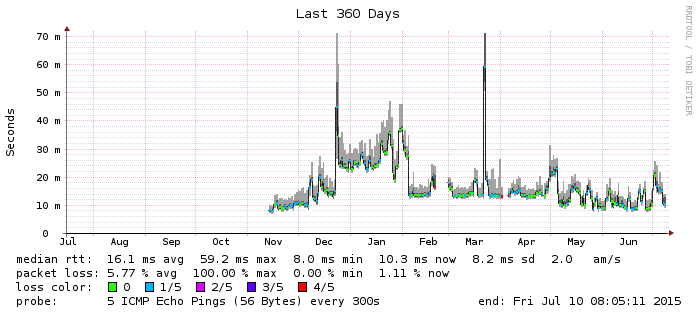 Last 360 Days
RRDTOOL / TOBI OETIKER
Seconds
70 m
60 m
50 m
40 m
30 m
20 m
10 m
0
Jul Aug Sep Oct Nov Dec Jan Feb Mar Apr May Jun
median rtt: 16.1 ms avg 59.2 ms max 8.0 ms min 10.3 ms now 8.2 ms sd 2.0 am/s
packet loss: 5.77 % avg 100.00 % max 0.00 % min 1.11 % now
loss color: 0 1/5 2/5 3/5 4/5
probe: 5 ICMP Echo Pings (56 Bytes) every 300s end: Fri Jul 10 08:05:11 2015